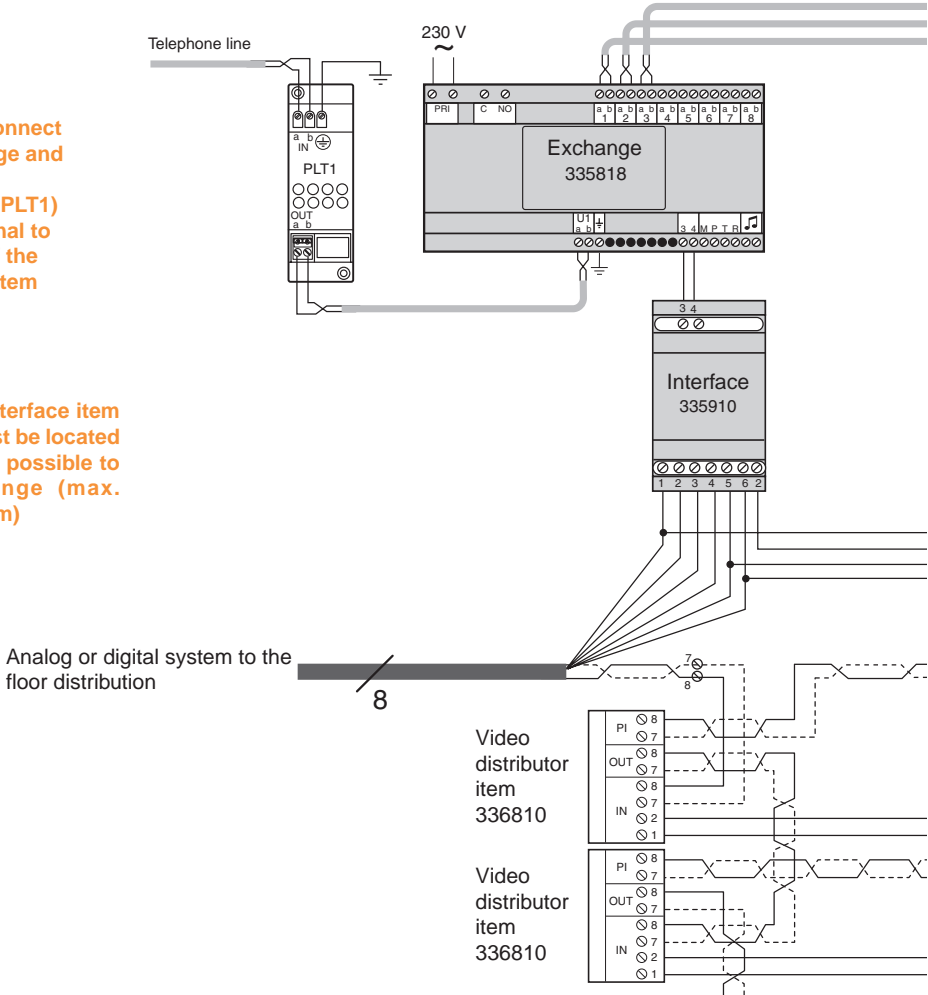 Telephone line
230 V
~
PRI
C NO
a b a b a b a b a b a b a b a b
1 2 3 4 5 6 7 8
Exchange
335818
U1
a b
3 4 M P T R
a b
IN
PLT1
OUT
a b
onnect
ge and
PLT1)
nal to
the
tem
3 4
Interface
335910
1 2 3 4 5 6 2
terface item
st be located
possible to
nge (max.
m)
Analog or digital system to the
floor distribution
8
7
8
Video
distributor
item
336810
PI
8
7
OUT
8
7
IN
8
7
2
1
Video
distributor
item
336810
PI
8
7
OUT
8
7
IN
8
7
2
1